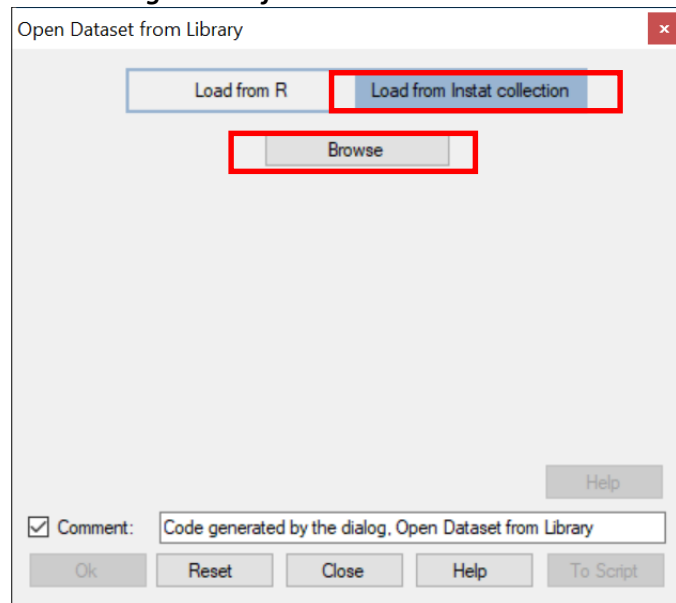 Open Dataset from Library
x
Load from R
Load from Instat collection
Browse
Help
Comment:
Code generated by the dialog, Open Dataset from Library
Ok
Reset
Close
Help
To Script